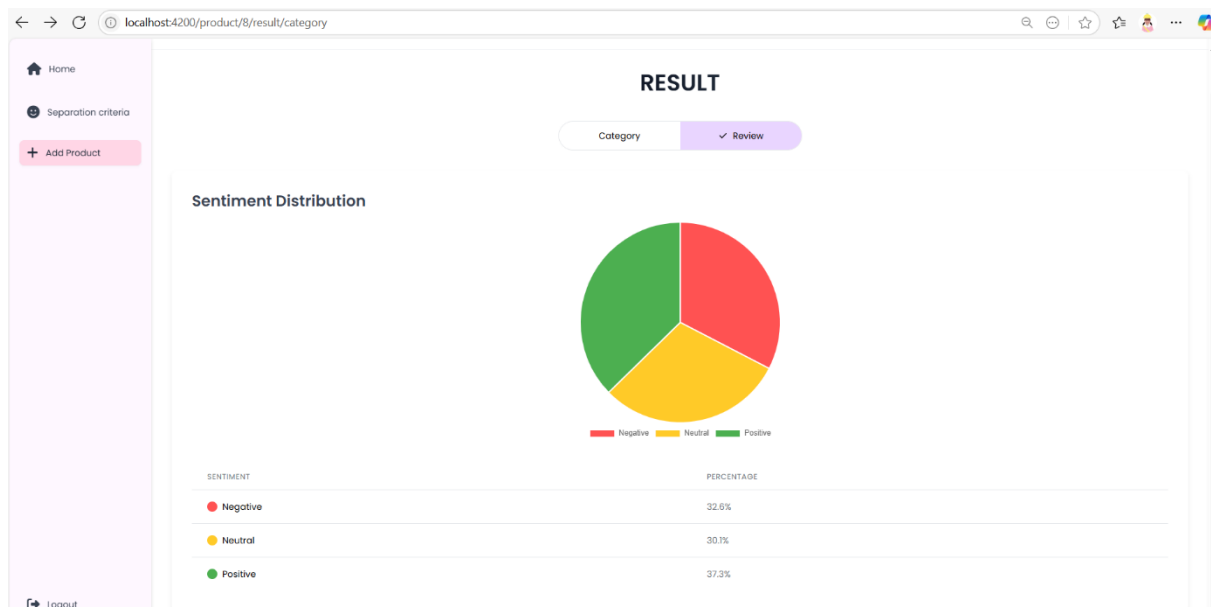 localhost:4200/product/8/result/category
Home
Separation criteria
Add Product
Logout
RESULT
Category
Review
Sentiment Distribution
Negative Neutral Positive
SENTIMENT PERCENTAGE
Negative 32.6%
Neutral 30.1%
Positive 37.3%